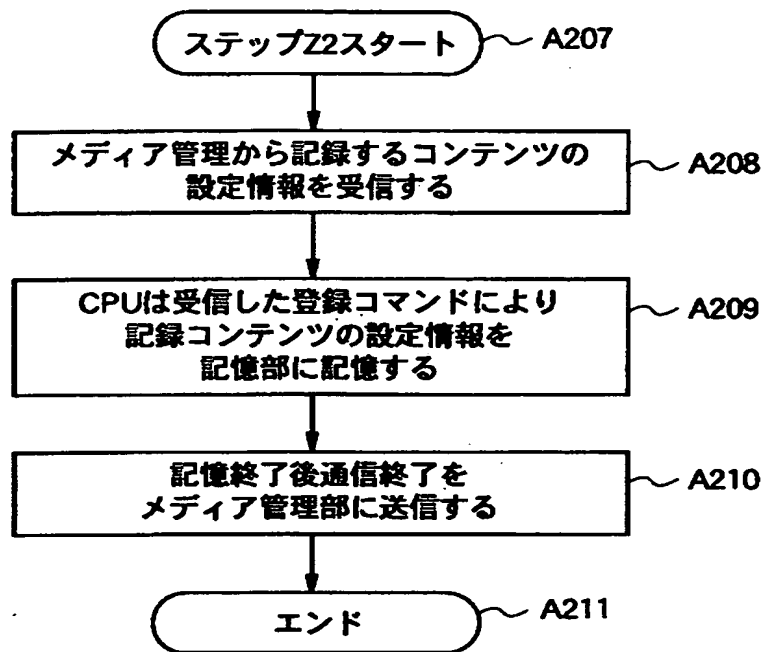 ステップZ2スタート
A207
メディア管理から記録するコンテンツの
設定情報を受信する
A208
CPUは受信した登録コマンドにより
記録コンテンツの設定情報を
記憶部に記憶する
A209
記憶終了後通信終了を
メディア管理部に送信する
A210
エンド
A211